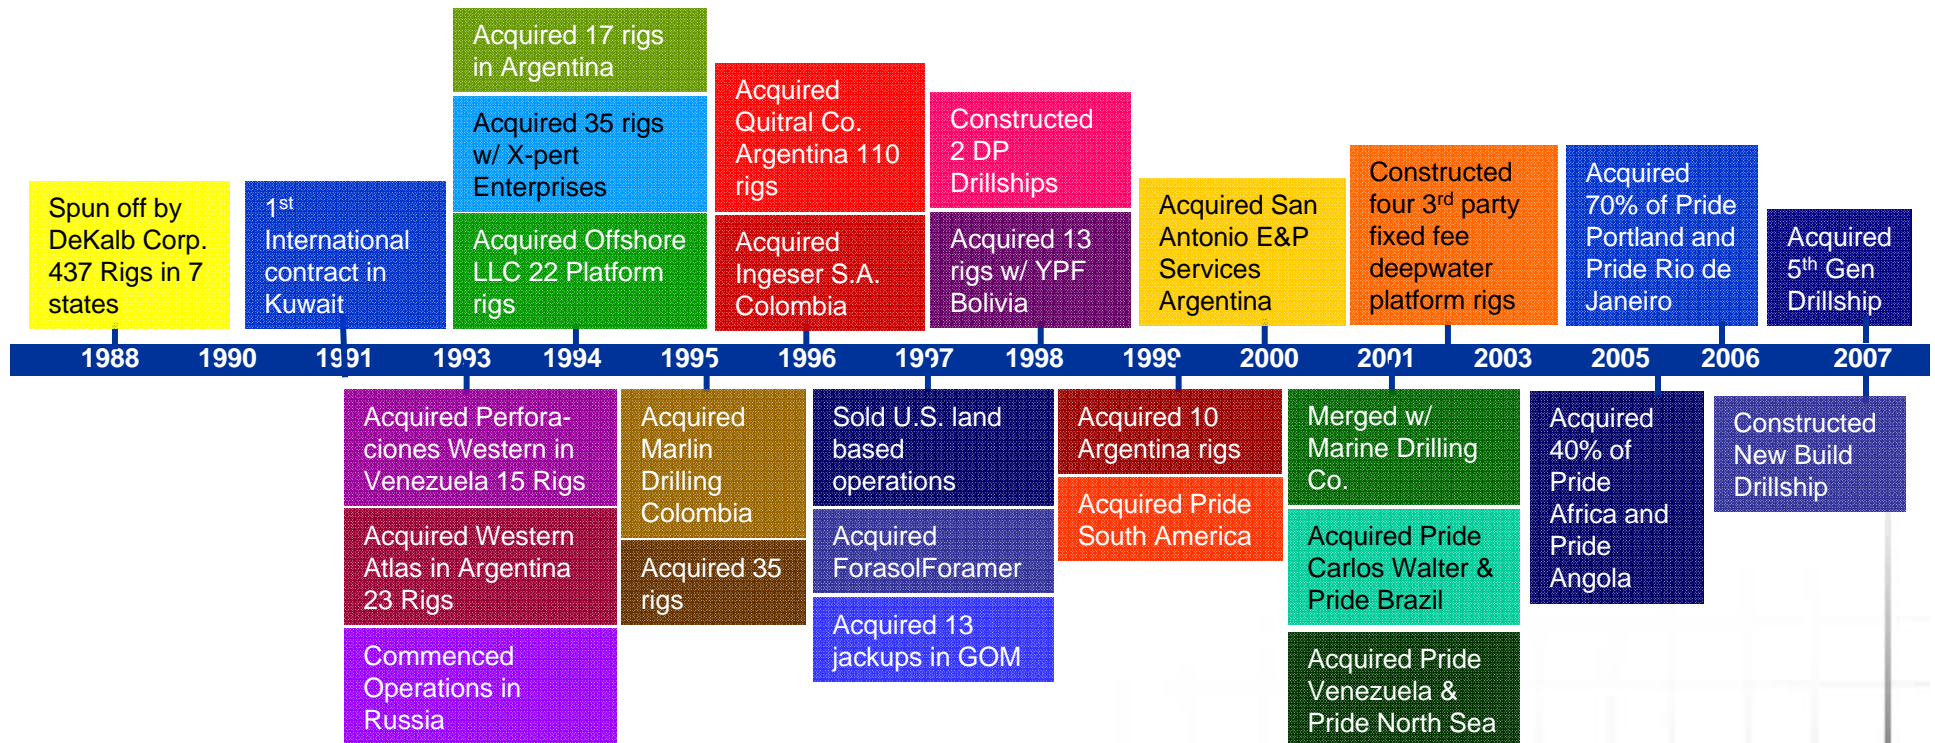 Acquired 17 rigs
in Argentina
Acquired 35 rigs
w/ X-pert
Enterprises
Acquired Offshore
LLC 22 Platform
rigs
Spun off by
DeKalb Corp.
437 Rigs in 7
states
1st
International
contract in
Kuwait
Acquired
Quitral Co.
Argentina 110
rigs
Acquired
Ingeser S.A.
Colombia
Constructed
2 DP
Drillships
Acquired 13
rigs w/ YPF
Bolivia
Acquired San
Antonio E&P
Services
Argentina
Constructed
four 3rd party
fixed fee
deepwater
platform rigs
Acquired
70% of Pride
Portland and
Pride Rio de
Janeiro
Acquired
5th Gen
Drillship
1988 1990 1991 1993 1994 1995 1996 1997 1998 1999 2000 2001 2003 2005 2006 2007
Acquired Perfora-
ciones Western in
Venezuela 15 Rigs
Acquired Western
Atlas in Argentina
23 Rigs
Commenced
Operations in
Russia
Acquired
Marlin
Drilling
Colombia
Acquired 35
rigs
Sold U.S. land
based
operations
Acquired
ForasolForamer
Acquired 13
jackups in GOM
Acquired 10
Argentina rigs
Acquired Pride
South America
Merged w/
Marine Drilling
Co.
Acquired Pride
Carlos Walter &
Pride Brazil
Acquired Pride
Venezuela &
Pride North Sea
Acquired
40% of
Pride
Africa and
Pride
Angola
Constructed
New Build
Drillship